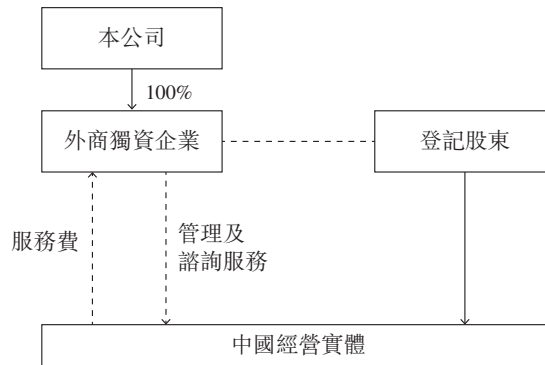 本公司
100%
外商獨資企業
登記股東
服務費
管理及
諮詢服務
中國經營實體